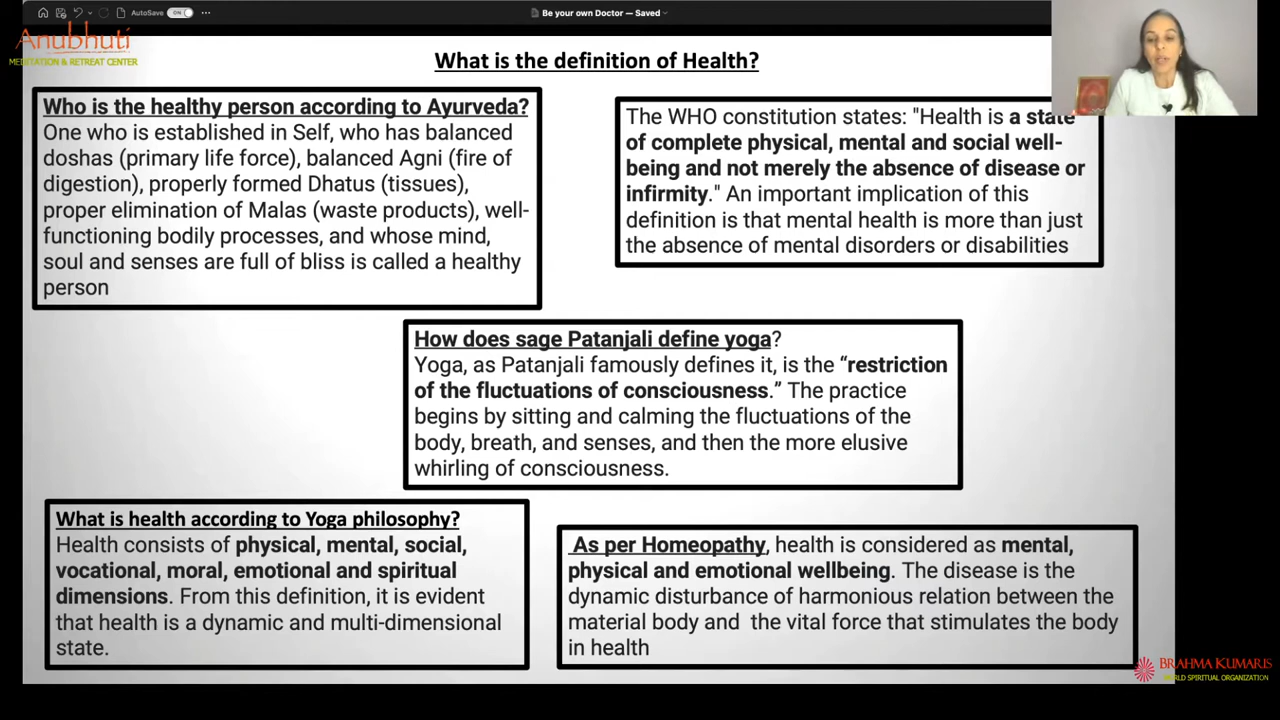 AutoSave ON
Be your own Doctor — Saved
Anubhuti
MEDITATION & RETREAT CENTER
What is the definition of Health?
Who is the healthy person according to Ayurveda?
One who is established in Self, who has balanced
doshas (primary life force), balanced Agni (fire of
digestion), properly formed Dhatus (tissues),
proper elimination of Malas (waste products), well-
functioning bodily processes, and whose mind,
soul and senses are full of bliss is called a healthy
person
The WHO constitution states: "Health is a state
of complete physical, mental and social well-
being and not merely the absence of disease or
infirmity." An important implication of this
definition is that mental health is more than just
the absence of mental disorders or disabilities
How does sage Patanjali define yoga?
Yoga, as Patanjali famously defines it, is the “restriction
of the fluctuations of consciousness.” The practice
begins by sitting and calming the fluctuations of the
body, breath, and senses, and then the more elusive
whirling of consciousness.
What is health according to Yoga philosophy?
Health consists of physical, mental, social,
vocational, moral, emotional and spiritual
dimensions. From this definition, it is evident
that health is a dynamic and multi-dimensional
state.
As per Homeopathy, health is considered as mental,
physical and emotional wellbeing. The disease is the
dynamic disturbance of harmonious relation between the
material body and the vital force that stimulates the body
in health
BRAHMA KUMARIS
WORLD SPIRITUAL ORGANIZATION